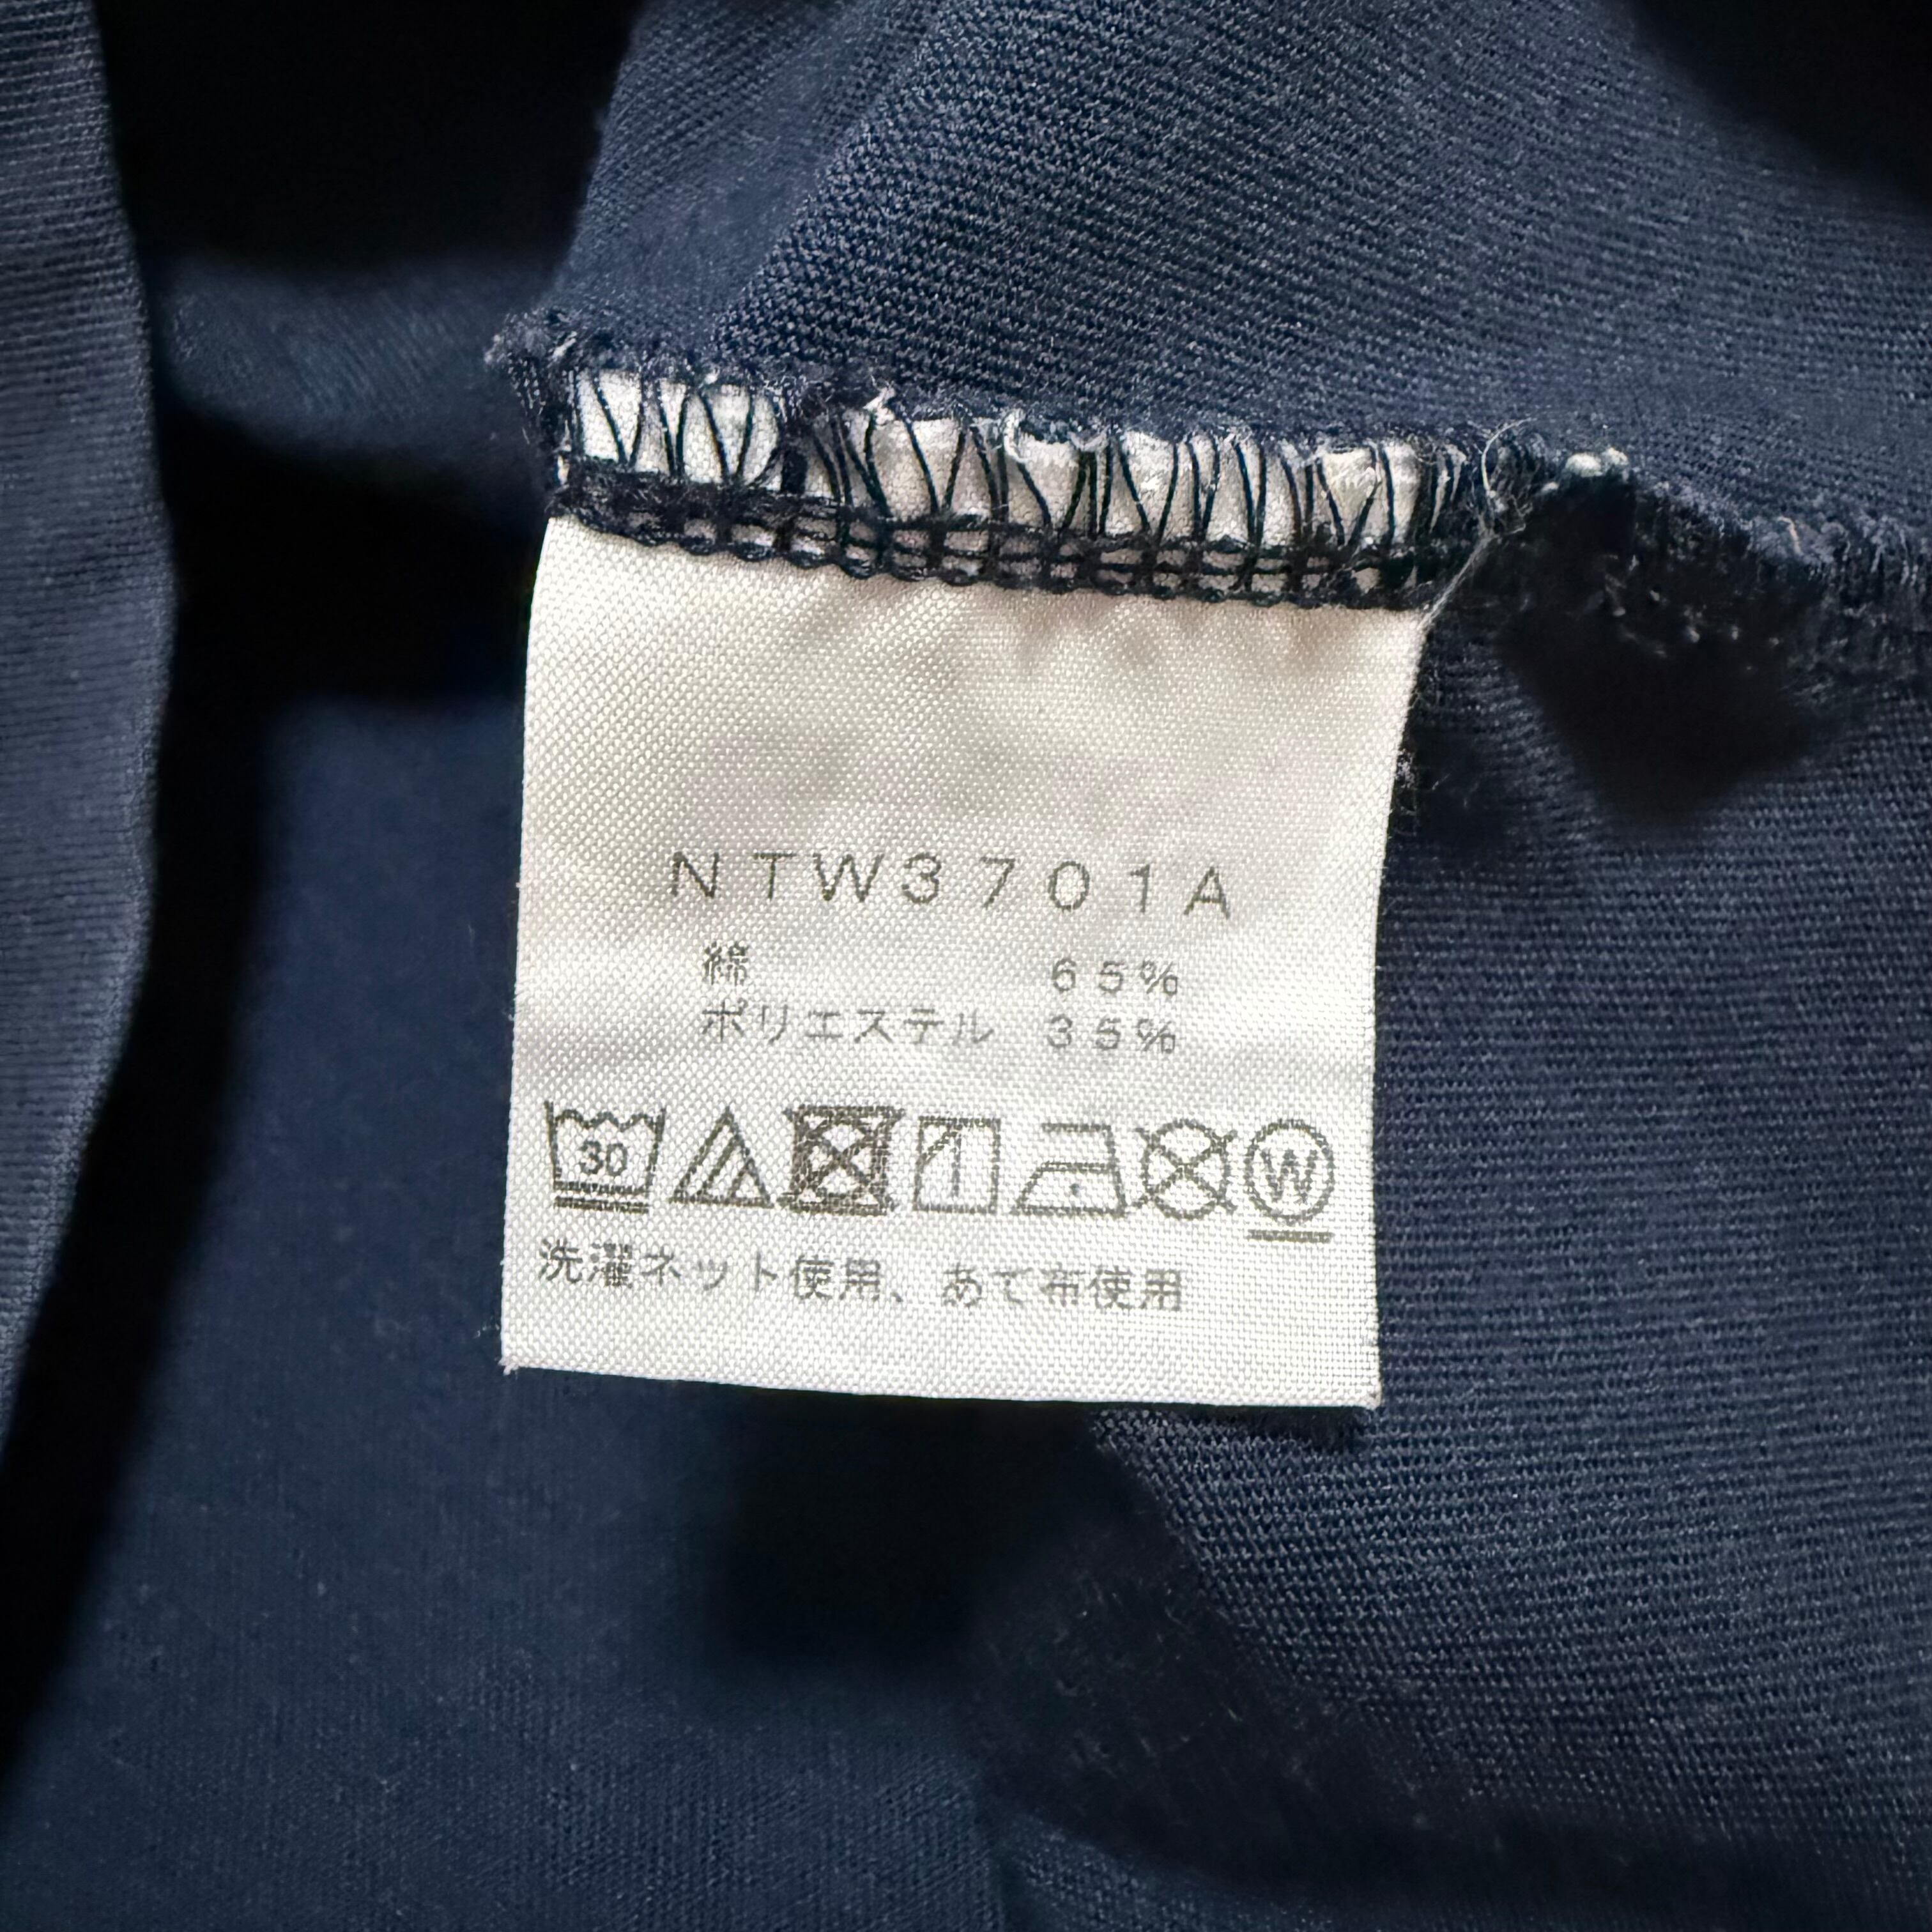 NTW3701A
綿 65%
ポリエステル 35%
30 W
洗濯ネット使用、あて布使用